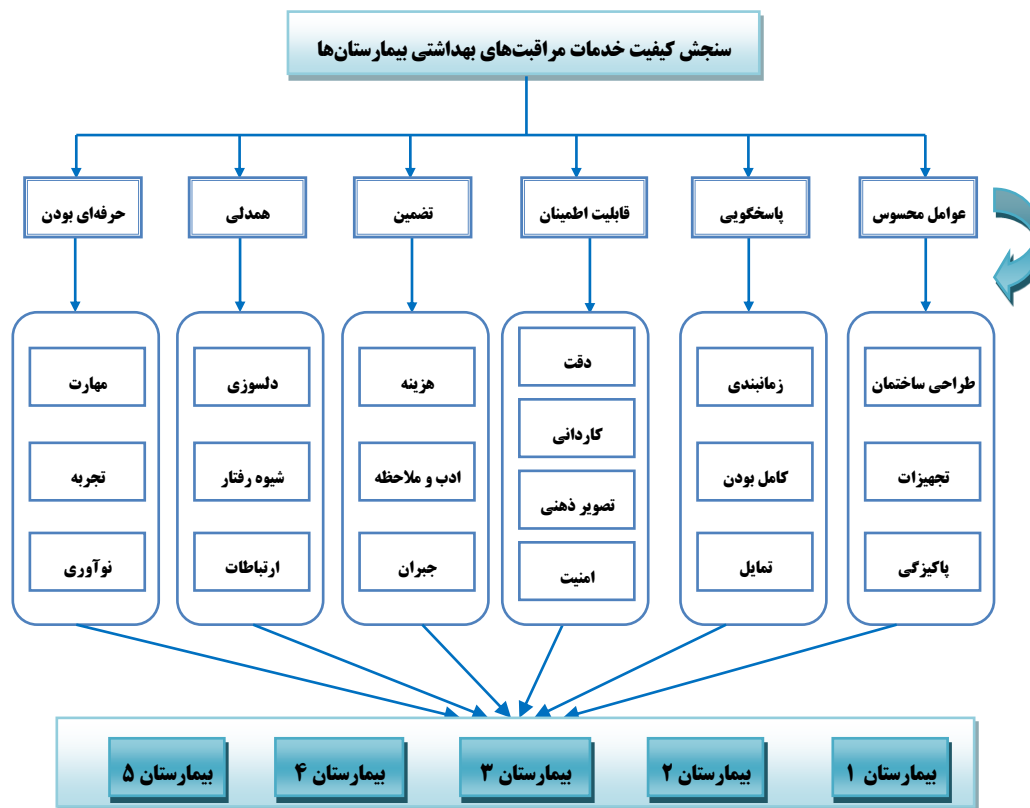 سنجش کیفیت خدمات مراقبت‌های بهداشتی بیمارستان‌ها
عوامل محسوس
پاسخگویی
قابلیت اطمینان
تضمین
همدلی
حرفه‌ای بودن
طراحی ساختمان
تجهیزات
پاکیزگی
زمانبندی
کامل بودن
تمایل
دقت
کاردانی
تصویر ذهنی
امنیت
هزینه
ادب و ملاحظه
جبران
دلسوزی
شیوه رفتار
ارتباطات
مهارت
تجربه
نوآوری
بیمارستان ۱
بیمارستان ۲
بیمارستان ۳
بیمارستان ۴
بیمارستان ۵